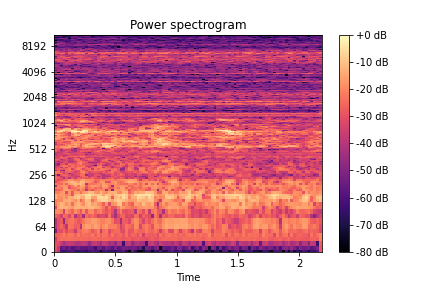 Power spectrogram
8192
4096
2048
1024
512
256
128
64
0
Hz
0
0.5
1
1.5
2
Time
+0 dB
-10 dB
-20 dB
-30 dB
-40 dB
-50 dB
-60 dB
-70 dB
-80 dB